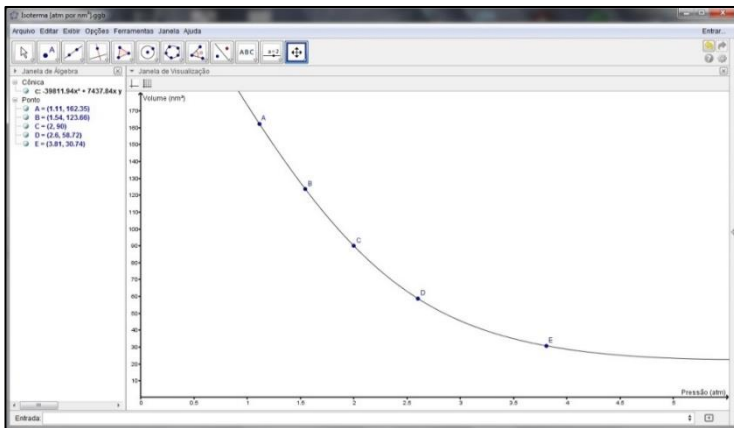 Isoterma [atm por nm³].ggb
Arquivo Editar Exibir Opções Ferramentas Janela Ajuda
Entrar...
ABC
a=2
Janela de Álgebra
Janela de Visualização
Cônica
c: -39811.94x² + 7437.84x y
Ponto
A = (1.11, 162.35)
B = (1.54, 123.66)
C = (2, 90)
D = (2.6, 58.72)
E = (3.81, 30.74)
Volume (nm³)
170
160
150
140
130
120
110
100
90
80
70
60
50
40
30
20
10
A
B
C
D
E
Pressão (atm)
0
0.5
1
1.5
2
2.5
3
3.5
4
4.5
5
Entrada: